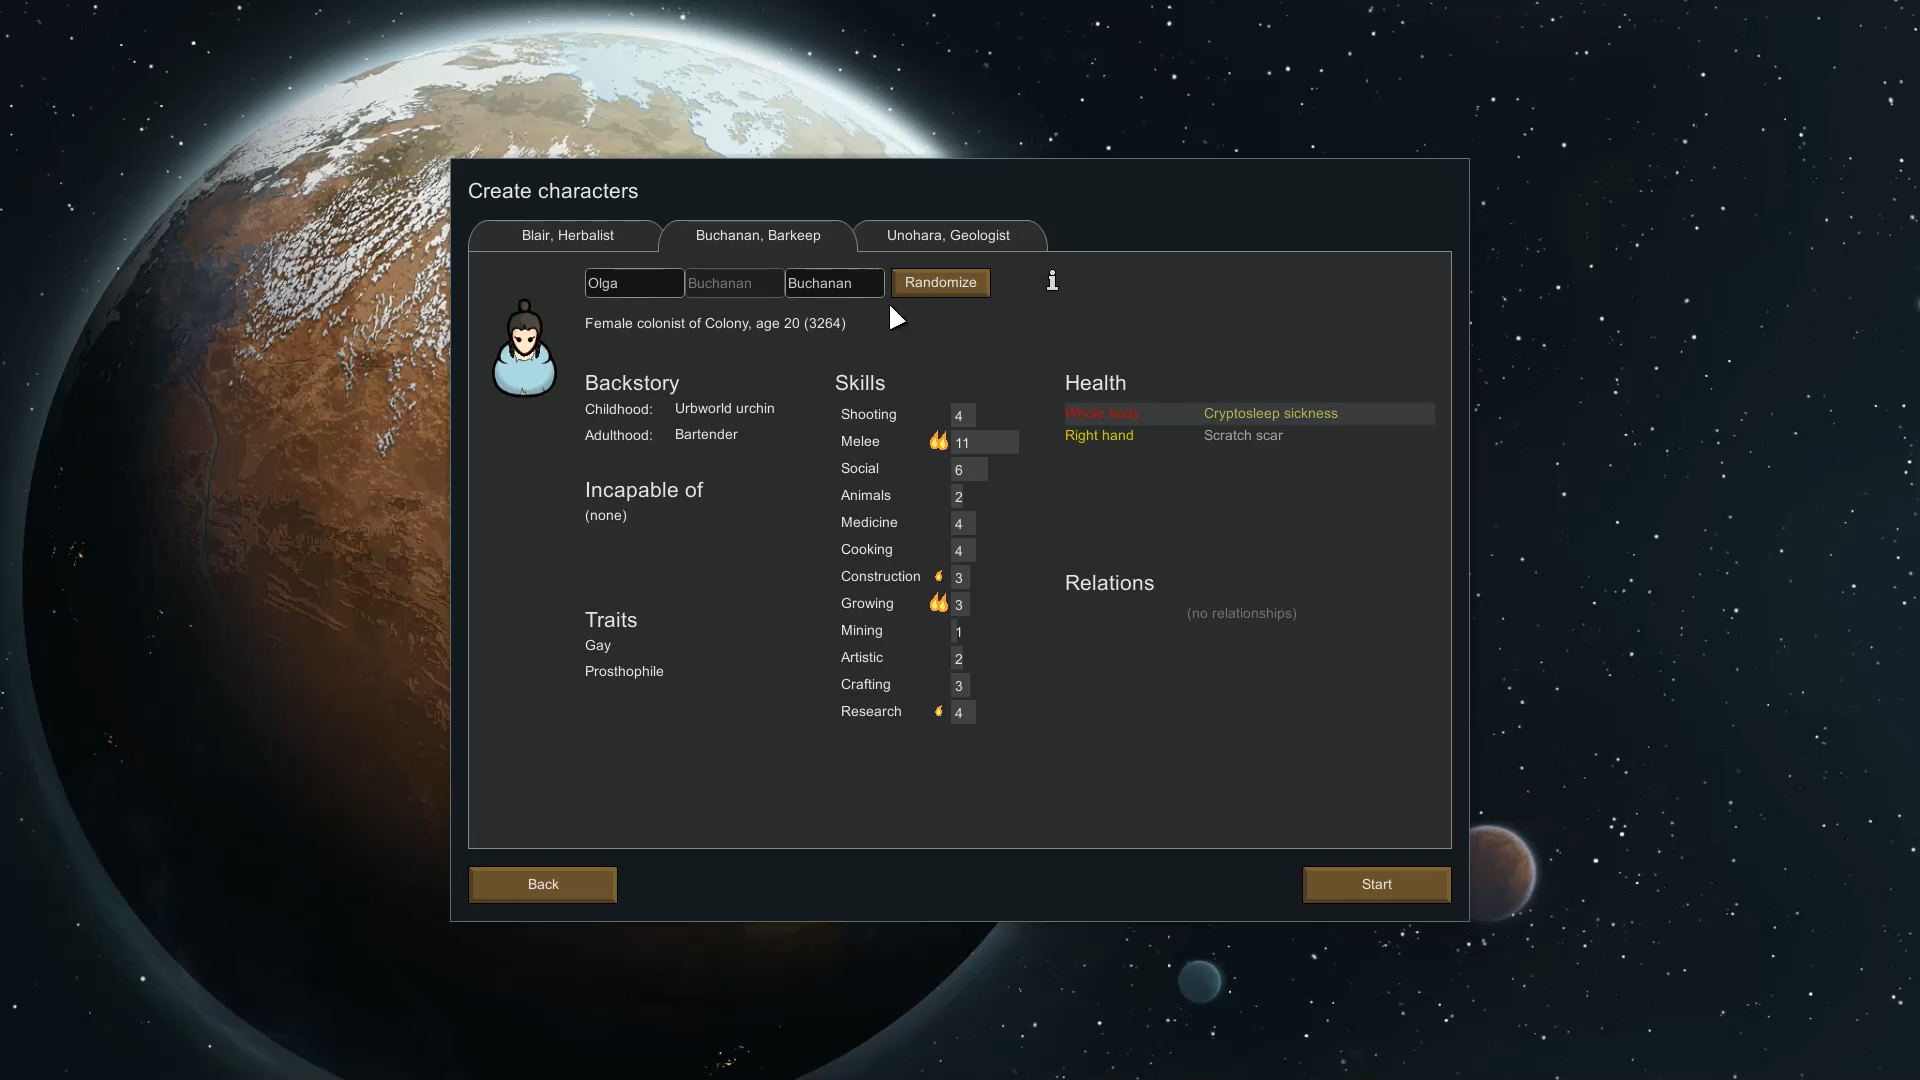 Create characters
Blair, Herbalist
Buchanan, Barkeep
Unohara, Geologist
Olga
Buchanan
Buchanan
Randomize
Female colonist of Colony, age 20 (3264)
Backstory
Childhood: Urbworld urchin
Adulthood: Bartender
Incapable of
(none)
Traits
Gay
Prosthophile
Skills
Shooting 4
Melee 11
Social 6
Animals 2
Medicine 4
Cooking 4
Construction 3
Growing 3
Mining 1
Artistic 2
Crafting 3
Research 4
Health
Whole body Cryptosleep sickness
Right hand Scratch scar
Relations
(no relationships)
Back
Start